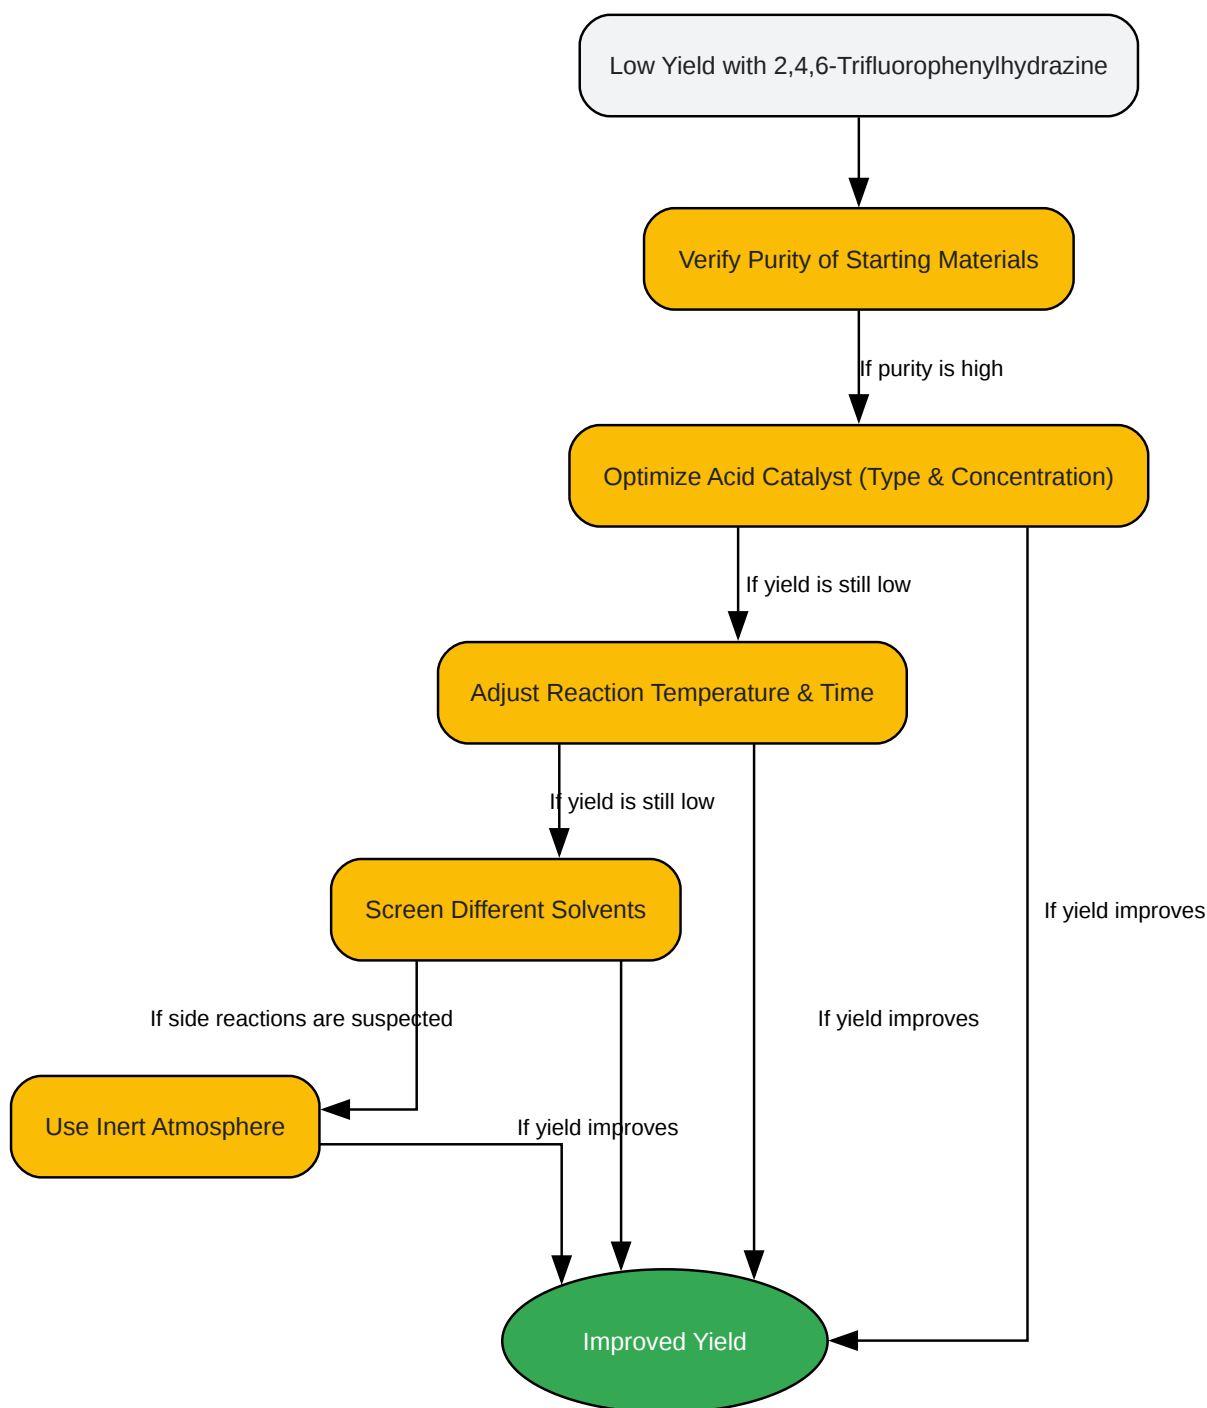 Low Yield with 2,4,6-Trifluorophenylhydrazine
Verify Purity of Starting Materials
If purity is high
Optimize Acid Catalyst (Type & Concentration)
If yield is still low
Adjust Reaction Temperature & Time
If yield is still low
Screen Different Solvents
If yield improves
If side reactions are suspected
If yield improves
Use Inert Atmosphere
If yield improves
Improved Yield